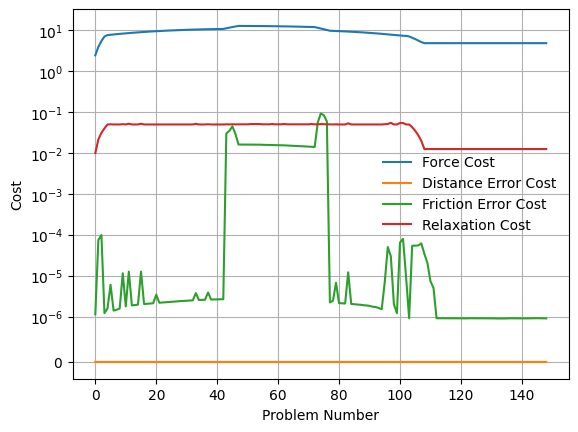 10¹
10⁰
10⁻¹
10⁻²
10⁻³
10⁻⁴
10⁻⁵
10⁻⁶
0
Cost
Force Cost
Distance Error Cost
Friction Error Cost
Relaxation Cost
0 20 40 60 80 100 120 140
Problem Number